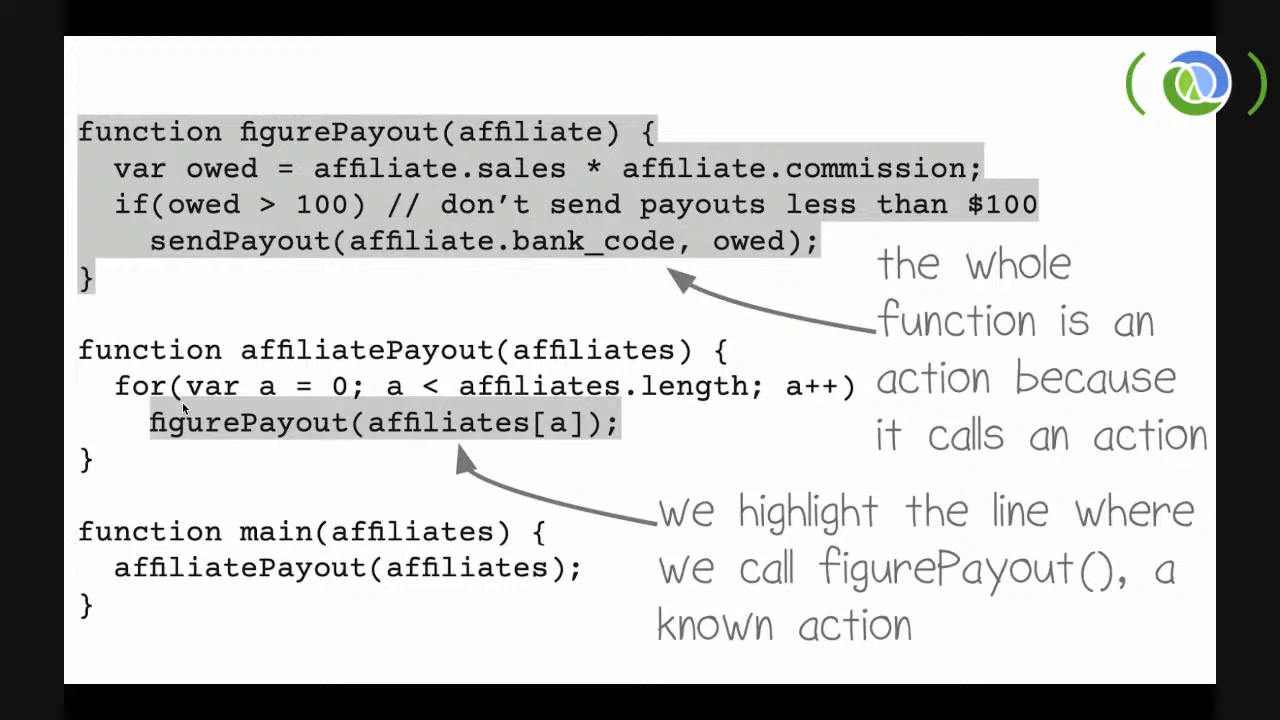 function figurePayout(affiliate) {
var owed = affiliate.sales * affiliate.commission;
if(owed > 100) // don’t send payouts less than $100
sendPayout(affiliate.bank_code, owed);
}
the whole
function is an
action because
it calls an action
function affiliatePayout(affiliates) {
for(var a = 0; a < affiliates.length; a++)
figurePayout(affiliates[a]);
}
we highlight the line where
we call figurePayout(), a
known action
function main(affiliates) {
affiliatePayout(affiliates);
}